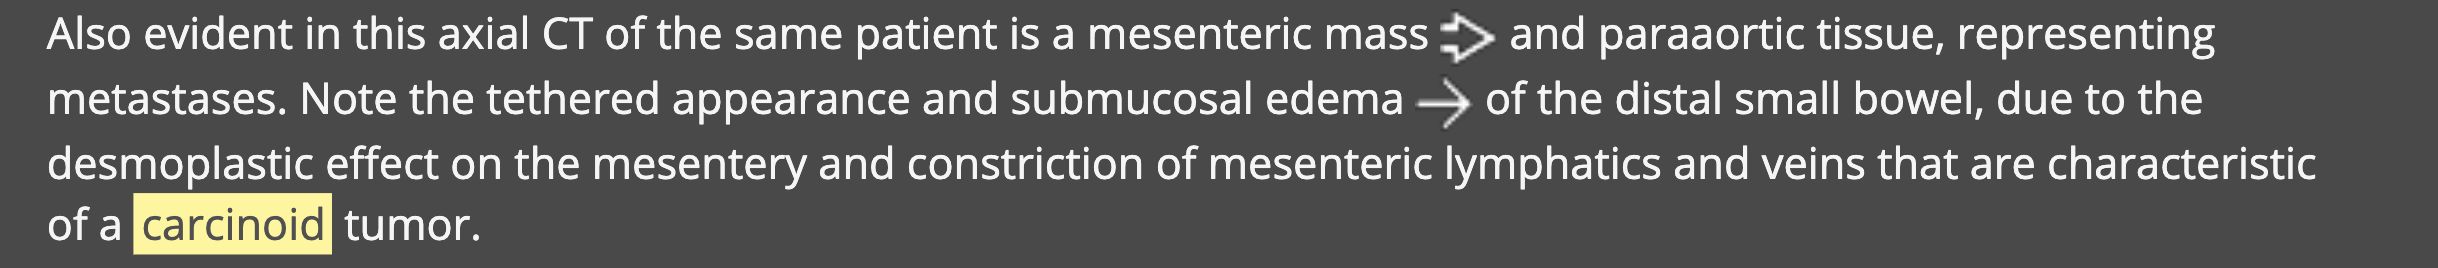 Also evident in this axial CT of the same patient is a mesenteric mass and paraaortic tissue, representing
metastases. Note the tethered appearance and submucosal edema of the distal small bowel, due to the
desmoplastic effect on the mesentery and constriction of mesenteric lymphatics and veins that are characteristic
of a carcinoid tumor.